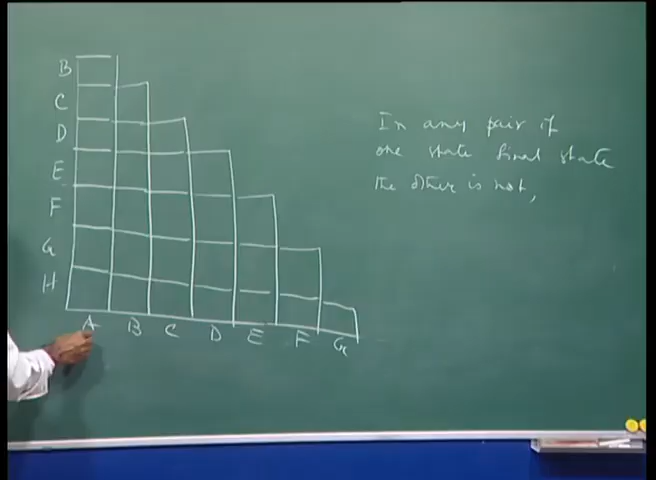 B
C
D
E
F
G
H
A B C D E F G
In any pair if
one state final state
the other is not,